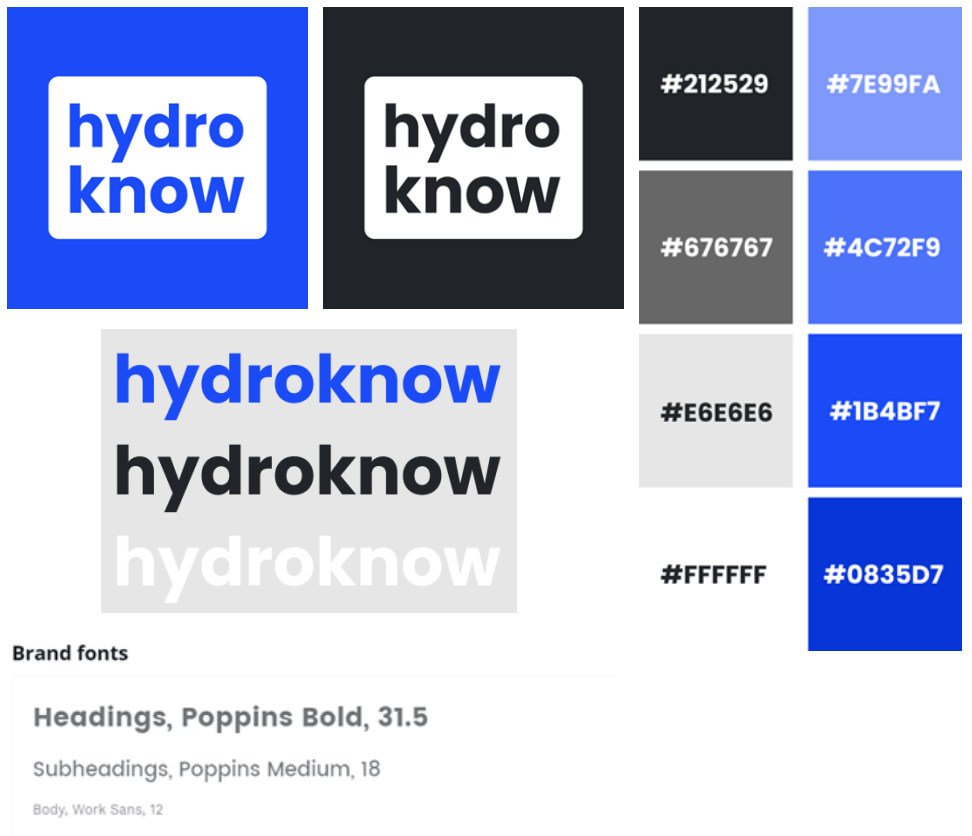 hydro
know
hydro
know
#212529
#7E99FA
#676767
#4C72F9
#E6E6E6
#1B4BF7
#FFFFFF
#0835D7
hydroknow
hydroknow
hydroknow
Brand fonts
Headings, Poppins Bold, 31.5
Subheadings, Poppins Medium, 18
Body, Work Sans, 12